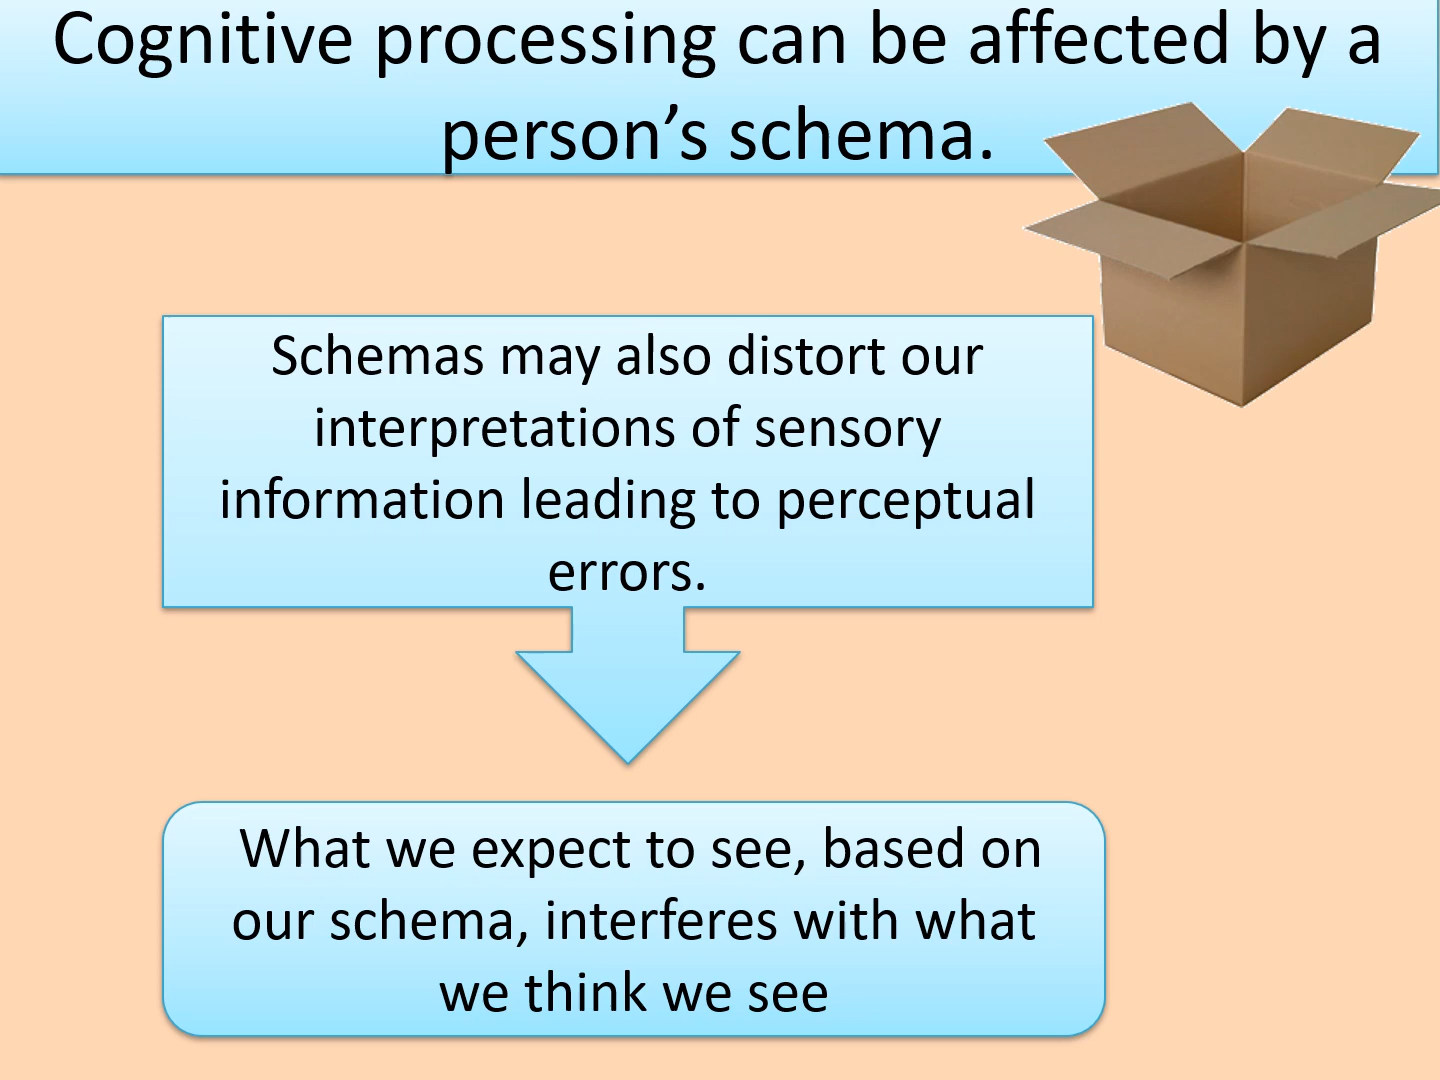 Cognitive processing can be affected by a
person’s schema.
Schemas may also distort our
interpretations of sensory
information leading to perceptual
errors.
What we expect to see, based on
our schema, interferes with what
we think we see